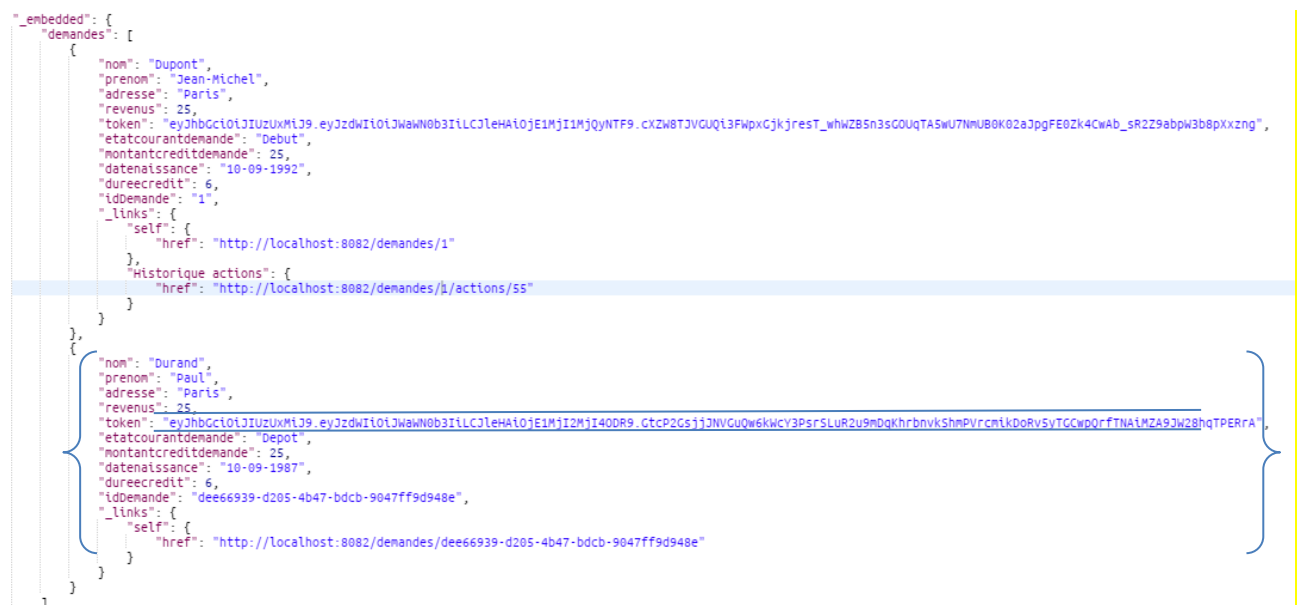 "_embedded": {
"demandes": [
{
"nom": "Dupont",
"prenom": "Jean-Michel",
"adresse": "Paris",
"revenus": 25,
"token": "eyJhbGciOiJIUzUxMiJ9.eyJzdWIiOiJWaWN0b3IiLCJleHAiOjE1MjI1MjQyNTF9.cXZW8TJVGUQi3FWpxGjkjresT_whWZB5n3sGOUqTA5wU7NmUB0K02aJpgFE0Zk4CwAb_sR2Z9abpW3b8pXxzng",
"etatcourantdemande": "Debut",
"montantcreditdemande": 25,
"datenaissance": "10-09-1992",
"dureecredit": 6,
"idDemande": "1",
"_links": {
"self": {
"href": "http://localhost:8082/demandes/1"
},
"Historique actions": {
"href": "http://localhost:8082/demandes/1/actions/55"
}
}
},
{
"nom": "Durand",
"prenom": "Paul",
"adresse": "Paris",
"revenus": 25,
"token": "eyJhbGciOiJIUzUxMiJ9.eyJzdWIiOiJWaWN0b3IiLCJleHAiOjE1MjI2MjI4ODR9.GtcP2GsjjJNVGuQw6kWcY3PsrSLuR2u9mDqKhrbnvkShmPVrcmikDoRv5yTGCwpQrfTNAiMZA9JW28hqTPERrA",
"etatcourantdemande": "Depot",
"montantcreditdemande": 25,
"datenaissance": "10-09-1987",
"dureecredit": 6,
"idDemande": "dee66939-d205-4b47-bdcb-9047ff9d948e",
"_links": {
"self": {
"href": "http://localhost:8082/demandes/dee66939-d205-4b47-bdcb-9047ff9d948e"
}
}
}
]